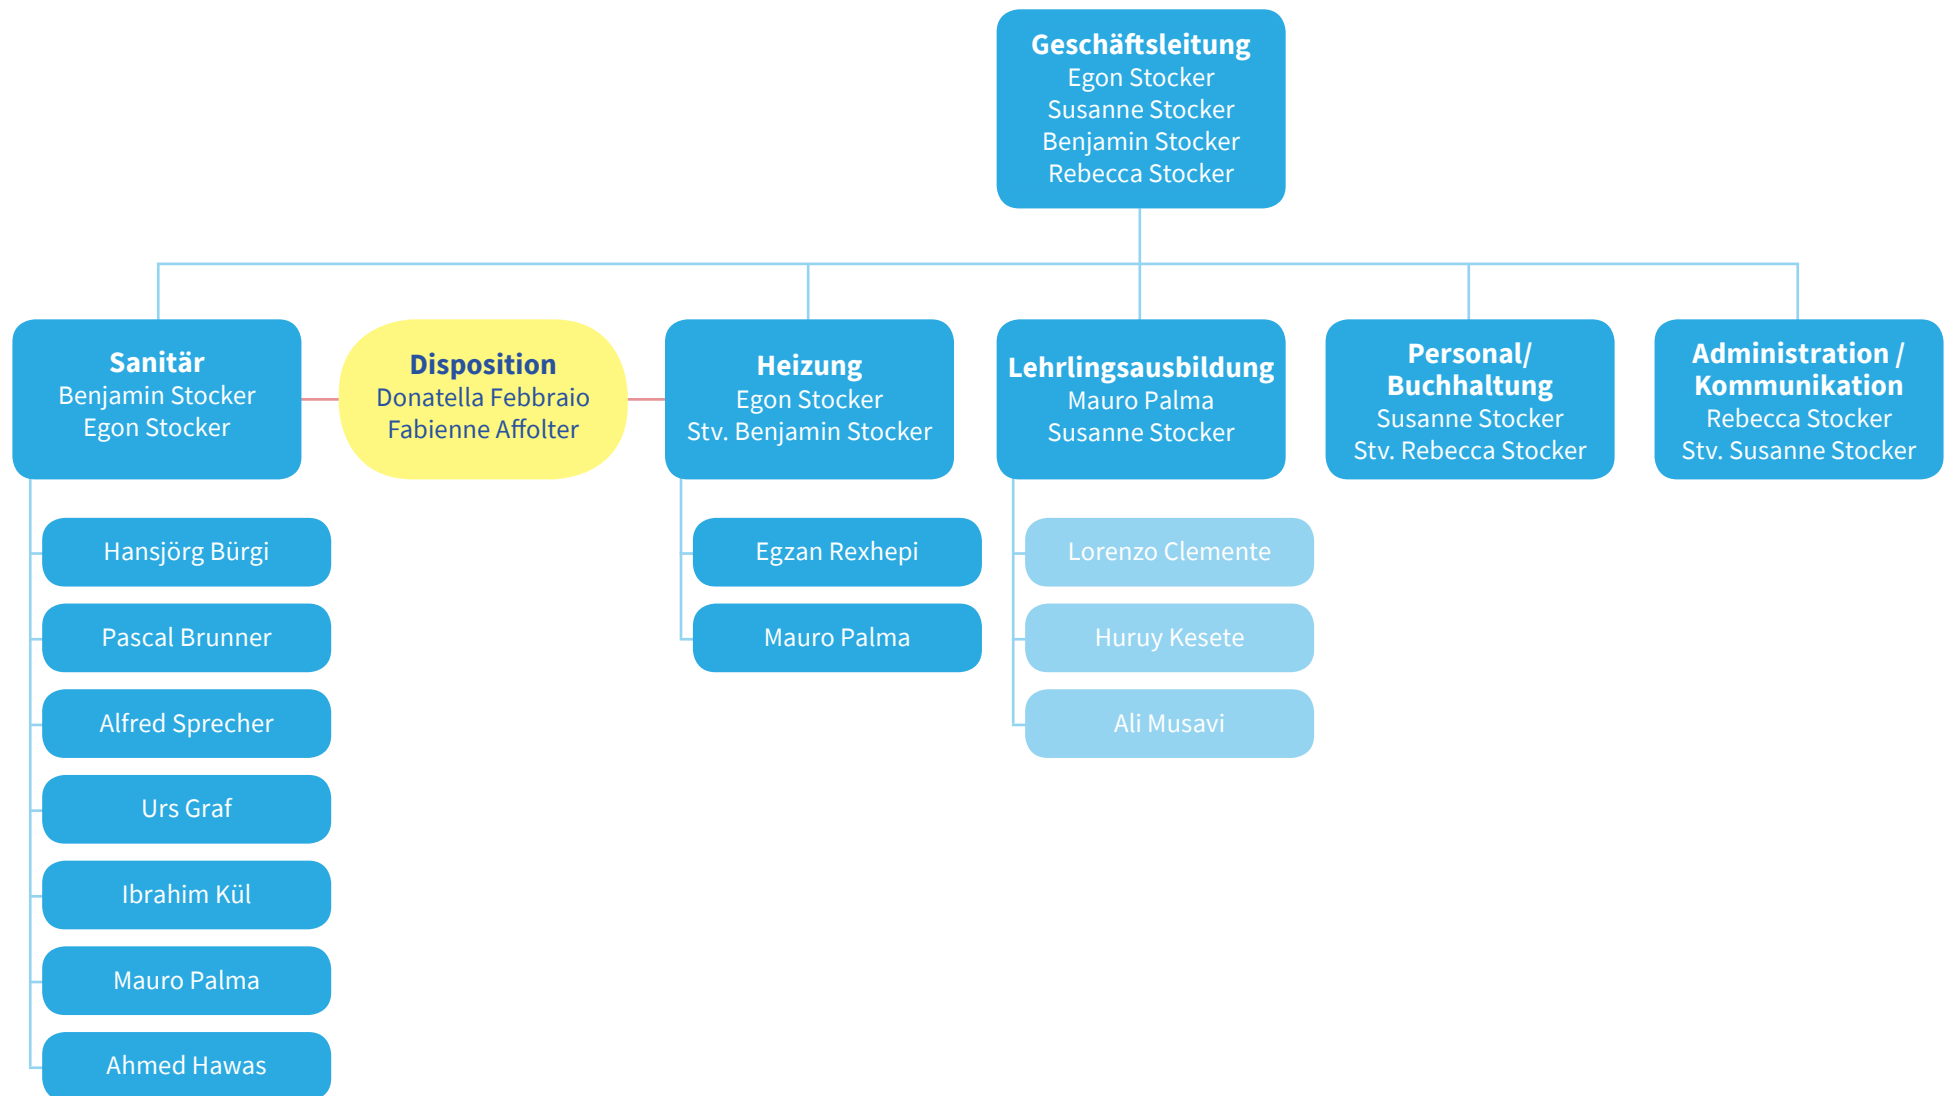 Geschäftsleitung
Egon Stocker
Susanne Stocker
Benjamin Stocker
Rebecca Stocker
Sanitär
Benjamin Stocker
Egon Stocker
Disposition
Donatella Febbraio
Fabienne Affolter
Heizung
Egon Stocker
Stv. Benjamin Stocker
Lehrlingsausbildung
Mauro Palma
Susanne Stocker
Personal/
Buchhaltung
Susanne Stocker
Stv. Rebecca Stocker
Administration /
Kommunikation
Rebecca Stocker
Stv. Susanne Stocker
Hansjörg Bürgi
Pascal Brunner
Alfred Sprecher
Urs Graf
Ibrahim Kül
Mauro Palma
Ahmed Hawas
Egzan Rexhepi
Mauro Palma
Lorenzo Clemente
Huruy Kesete
Ali Musavi